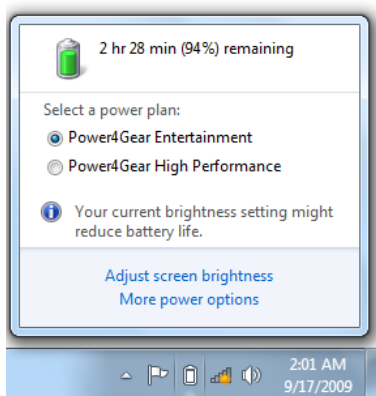 2 hr 28 min (94%) remaining
Select a power plan:
Power4Gear Entertainment
Power4Gear High Performance
Your current brightness setting might
reduce battery life.
Adjust screen brightness
More power options
2:01 AM
9/17/2009